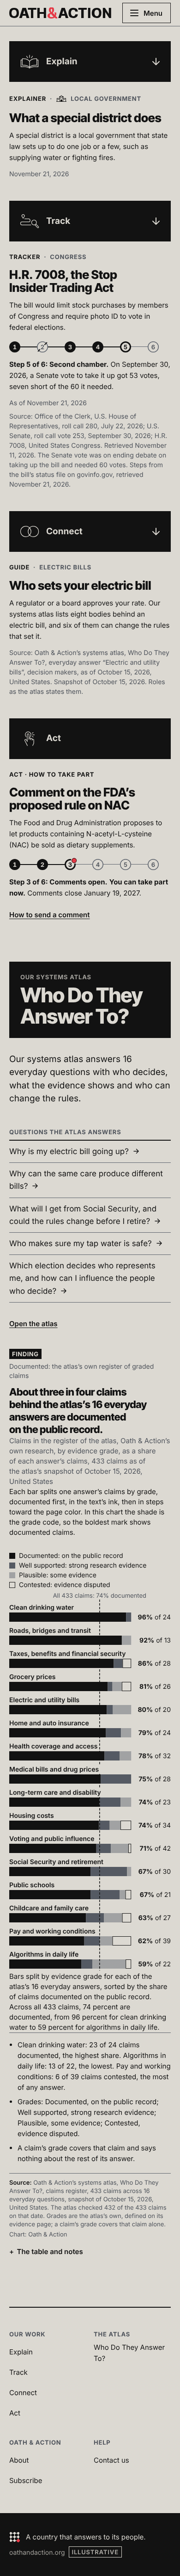 OATH&ACTION
Menu
Explain
EXPLAINER · LOCAL GOVERNMENT
What a special district does
A special district is a local government that state
law sets up to do one job or a few, such as
supplying water or fighting fires.
November 21, 2026
Track
TRACKER · CONGRESS
H.R. 7008, the Stop
Insider Trading Act
The bill would limit stock purchases by members
of Congress and require photo ID to vote in
federal elections.
1 2 3 4 5 6
Step 5 of 6: Second chamber. On September 30,
2026, a Senate vote to take it up got 53 votes,
seven short of the 60 it needed.
As of November 21, 2026
Source: Office of the Clerk, U.S. House of
Representatives, roll call 280, July 22, 2026; U.S.
Senate, roll call vote 253, September 30, 2026; H.R.
7008, United States Congress. Retrieved November
11, 2026. The Senate vote was on ending debate on
taking up the bill and needed 60 votes. Steps from
the bill's status file on govinfo.gov, retrieved
November 21, 2026.
Connect
GUIDE · ELECTRIC BILLS
Who sets your electric bill
A regulator or a board approves your rate. Our
systems atlas lists eight bodies behind an
electric bill, and six of them can change the rules
that set it.
Source: Oath & Action's systems atlas, Who Do They
Answer To?, everyday answer "Electric and utility
bills", decision makers, as of October 15, 2026,
United States. Snapshot of October 15, 2026. Roles
as the atlas states them.
Act
ACT · HOW TO TAKE PART
Comment on the FDA's
proposed rule on NAC
The Food and Drug Administration proposes to
let products containing N-acetyl-L-cysteine
(NAC) be sold as dietary supplements.
1 2 3 4 5 6
Step 3 of 6: Comments open. You can take part
now. Comments close January 19, 2027.
How to send a comment
OUR SYSTEMS ATLAS
Who Do They
Answer To?
Our systems atlas answers 16
everyday questions with who decides,
what the evidence shows and who can
change the rules.
QUESTIONS THE ATLAS ANSWERS
Why is my electric bill going up? →
Why can the same care produce different
bills? →
What will I get from Social Security, and
could the rules change before I retire? →
Who makes sure my tap water is safe? →
Which election decides who represents
me, and how can I influence the people
who decide? →
Open the atlas
FINDING
Documented: the atlas's own register of graded
claims
About three in four claims
behind the atlas's 16 everyday
answers are documented
on the public record.
Claims in the register of the atlas, Oath & Action's
own research, by evidence grade, as a share
of each answer's claims, 433 claims as of
the atlas's snapshot of October 15, 2026,
United States
Each bar splits one answer's claims by grade,
documented first, in the text's ink, then in steps
toward the page color. In this chart the shade is
the grade code, so the boldest mark shows
documented claims.
Documented: on the public record
Well supported: strong research evidence
Plausible: some evidence
Contested: evidence disputed
All 433 claims: 74% documented
Clean drinking water
96% of 24
Roads, bridges and transit
92% of 13
Taxes, benefits and financial security
86% of 28
Grocery prices
81% of 26
Electric and utility bills
80% of 20
Home and auto insurance
79% of 24
Health coverage and access
78% of 32
Medical bills and drug prices
75% of 28
Long-term care and disability
74% of 23
Housing costs
74% of 34
Voting and public influence
71% of 42
Social Security and retirement
67% of 30
Public schools
67% of 21
Childcare and family care
63% of 27
Pay and working conditions
62% of 39
Algorithms in daily life
59% of 22
Bars split by evidence grade for each of the
atlas's 16 everyday answers, sorted by the share
of claims documented on the public record.
Across all 433 claims, 74 percent are
documented, from 96 percent for clean drinking
water to 59 percent for algorithms in daily life.
• Clean drinking water: 23 of 24 claims
documented, the highest share. Algorithms in
daily life: 13 of 22, the lowest. Pay and working
conditions: 6 of 39 claims contested, the most
of any answer.
• Grades: Documented, on the public record;
Well supported, strong research evidence;
Plausible, some evidence; Contested,
evidence disputed.
• A claim's grade covers that claim and says
nothing about the rest of its answer.
Source: Oath & Action's systems atlas, Who Do They
Answer To?, claims register, 433 claims across 16
everyday questions, snapshot of October 15, 2026,
United States. The atlas checked 432 of the 433 claims
on that date. Grades are the atlas's own, defined on its
evidence page; a claim's grade covers that claim alone.
Chart: Oath & Action
+ The table and notes
OUR WORK
Explain
Track
Connect
Act
THE ATLAS
Who Do They Answer
To?
OATH & ACTION
About
Subscribe
HELP
Contact us
A country that answers to its people.
oathandaction.org ILLUSTRATIVE